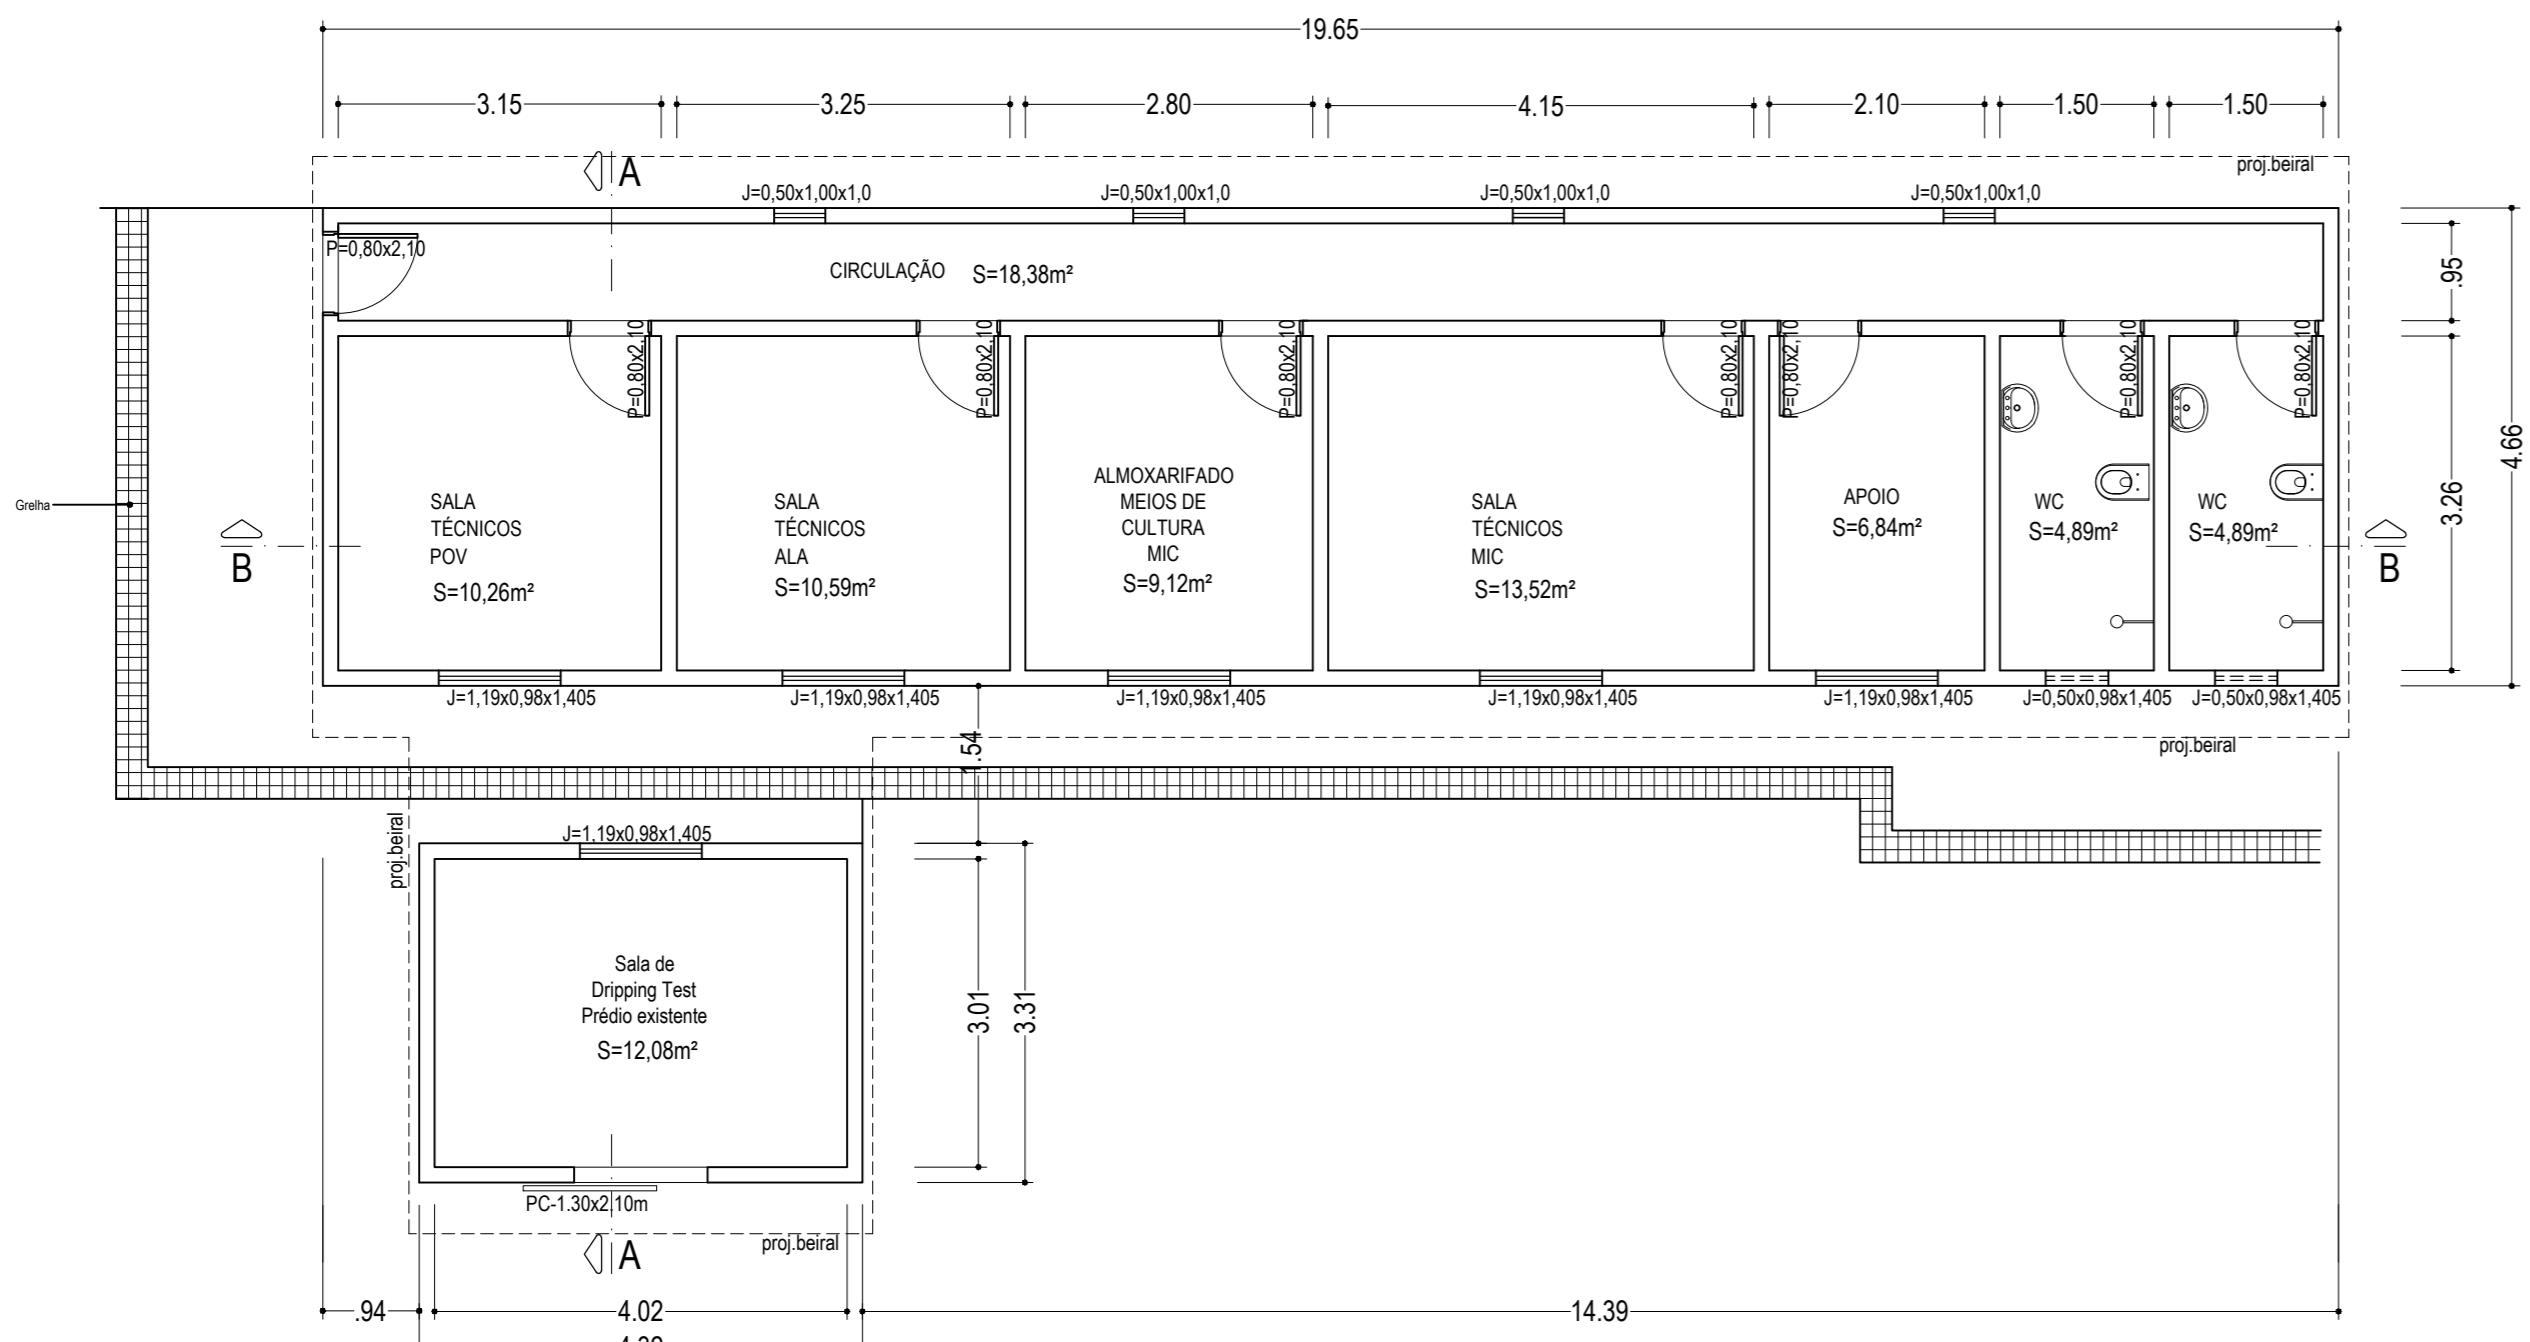 19.65
3.15
3.25
2.80
4.15
2.10
1.50
1.50
A
proj.beiral
J=0,50x1,00x1,0
J=0,50x1,00x1,0
J=0,50x1,00x1,0
J=0,50x1,00x1,0
P=0,80x2,10
CIRCULAÇÃO S=18,38m²
.95
P=0,80x2,10
P=0,80x2,10
P=0,80x2,10
P=0,80x2,10
P=0,80x2,10
P=0,80x2,10
P=0,80x2,10
4.66
3.26
Grelha
B
SALA
TÉCNICOS
POV
S=10,26m²
SALA
TÉCNICOS
ALA
S=10,59m²
ALMOXARIFADO
MEIOS DE
CULTURA
MIC
S=9,12m²
SALA
TÉCNICOS
MIC
S=13,52m²
APOIO
S=6,84m²
WC
S=4,89m²
WC
S=4,89m²
B
J=1,19x0,98x1,405
J=1,19x0,98x1,405
J=1,19x0,98x1,405
J=1,19x0,98x1,405
J=1,19x0,98x1,405
J=0,50x0,98x1,405
J=0,50x0,98x1,405
1.54
proj.beiral
proj.beiral
J=1,19x0,98x1,405
Sala de
Dripping Test
Prédio existente
S=12,08m²
3.01
3.31
PC-1.30x2.10m
proj.beiral
A
.94
4.02
14.39